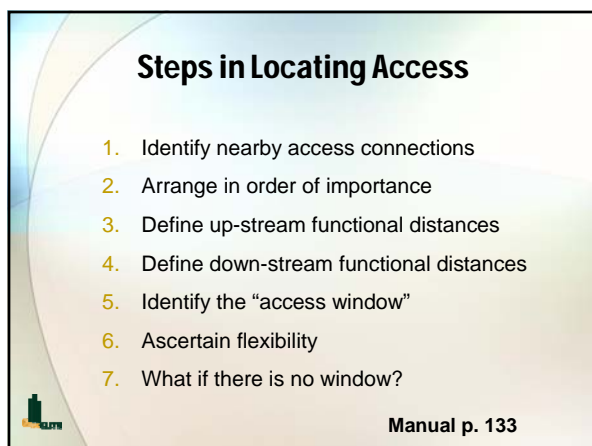 Steps in Locating Access
1. Identify nearby access connections
2. Arrange in order of importance
3. Define up-stream functional distances
4. Define down-stream functional distances
5. Identify the “access window”
6. Ascertain flexibility
7. What if there is no window?
Manual p. 133